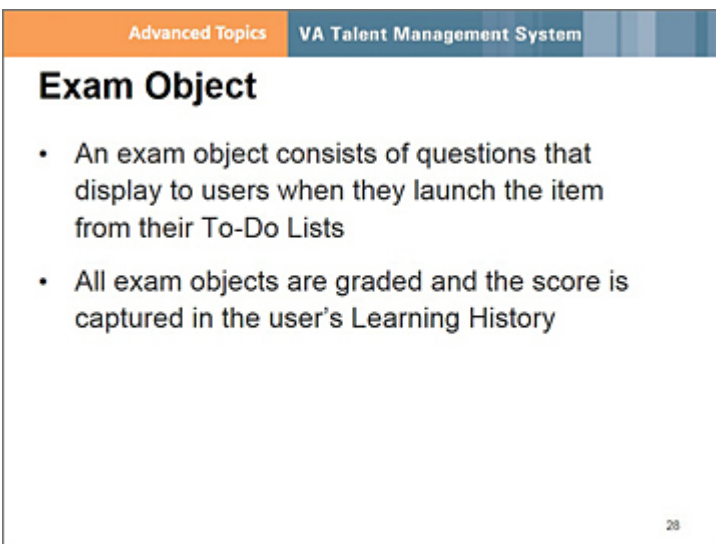 Advanced Topics
VA Talent Management System
Exam Object
• An exam object consists of questions that
display to users when they launch the item
from their To-Do Lists
• All exam objects are graded and the score is
captured in the user's Learning History
28